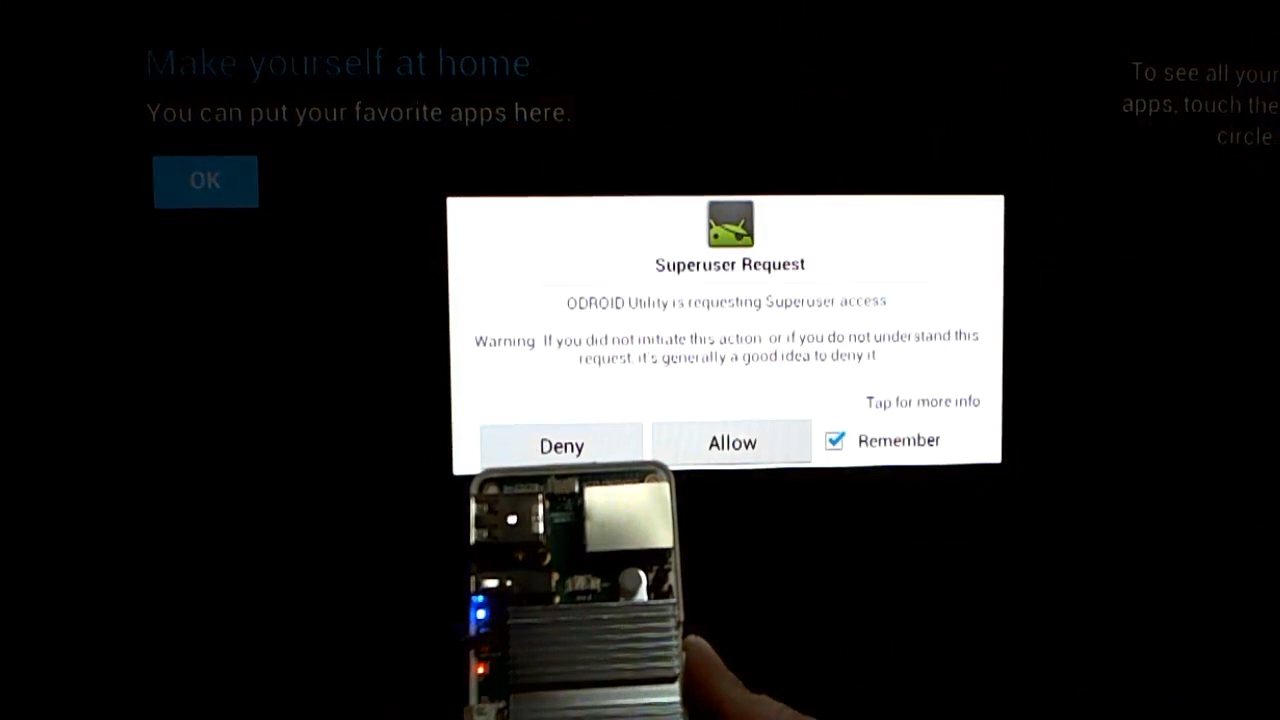 Make yourself at home
You can put your favorite apps here.
OK
To see all your
apps, touch the
circle
Superuser Request
ODROID Utility is requesting Superuser access
Warning: If you did not initiate this action, or if you do not understand this
request, it's generally a good idea to deny it.
Tap for more info
Deny
Allow
Remember